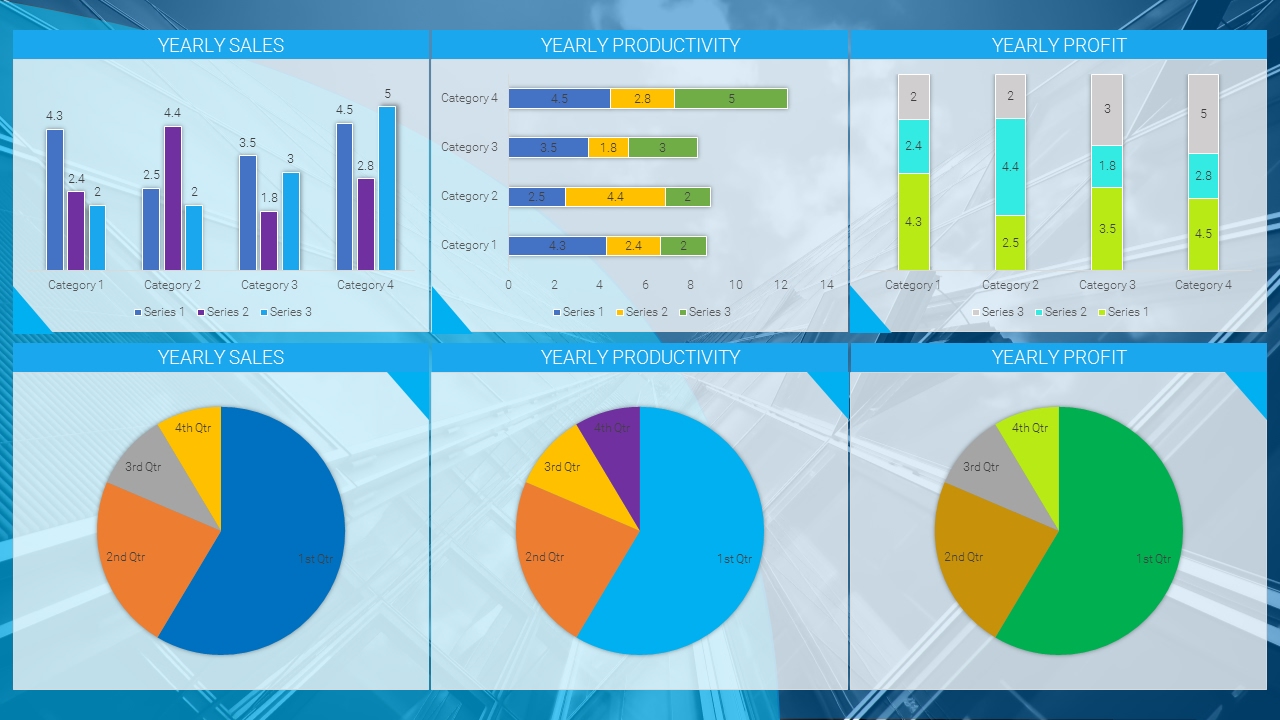 YEARLY SALES
4.3
2.4
2
2.5
4.4
2
3.5
1.8
3
4.5
2.8
5
Category 1
Category 2
Category 3
Category 4
Series 1
Series 2
Series 3
YEARLY PRODUCTIVITY
Category 4
4.5
2.8
5
Category 3
3.5
1.8
3
Category 2
2.5
4.4
2
Category 1
4.3
2.4
2
0
2
4
6
8
10
12
14
Series 1
Series 2
Series 3
YEARLY PROFIT
2
2.4
4.3
2
4.4
2.5
3
1.8
3.5
5
2.8
4.5
Category 1
Category 2
Category 3
Category 4
Series 3
Series 2
Series 1
YEARLY SALES
4th Qtr
3rd Qtr
2nd Qtr
1st Qtr
YEARLY PRODUCTIVITY
4th Qtr
3rd Qtr
2nd Qtr
1st Qtr
YEARLY PROFIT
4th Qtr
3rd Qtr
2nd Qtr
1st Qtr